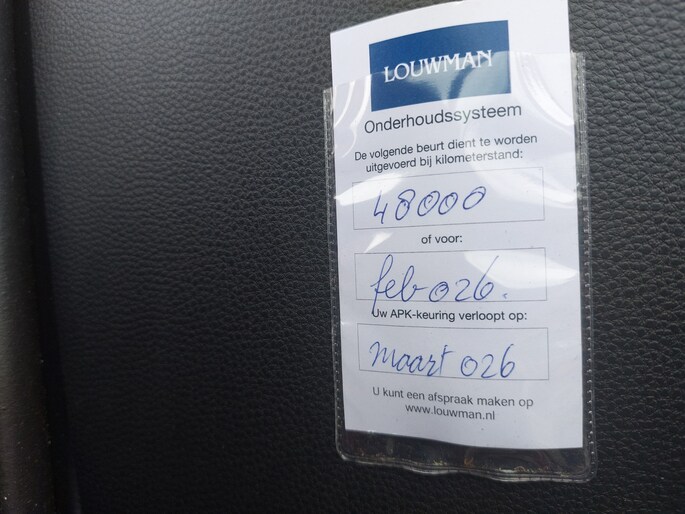 LOUWMAN
Onderhoudssysteem
De volgende beurt dient te worden
uitgevoerd bij kilometerstand:
48000
of voor:
feb 026.
Uw APK-keuring verloopt op:
maart 026
U kunt een afspraak maken op
www.louwman.nl